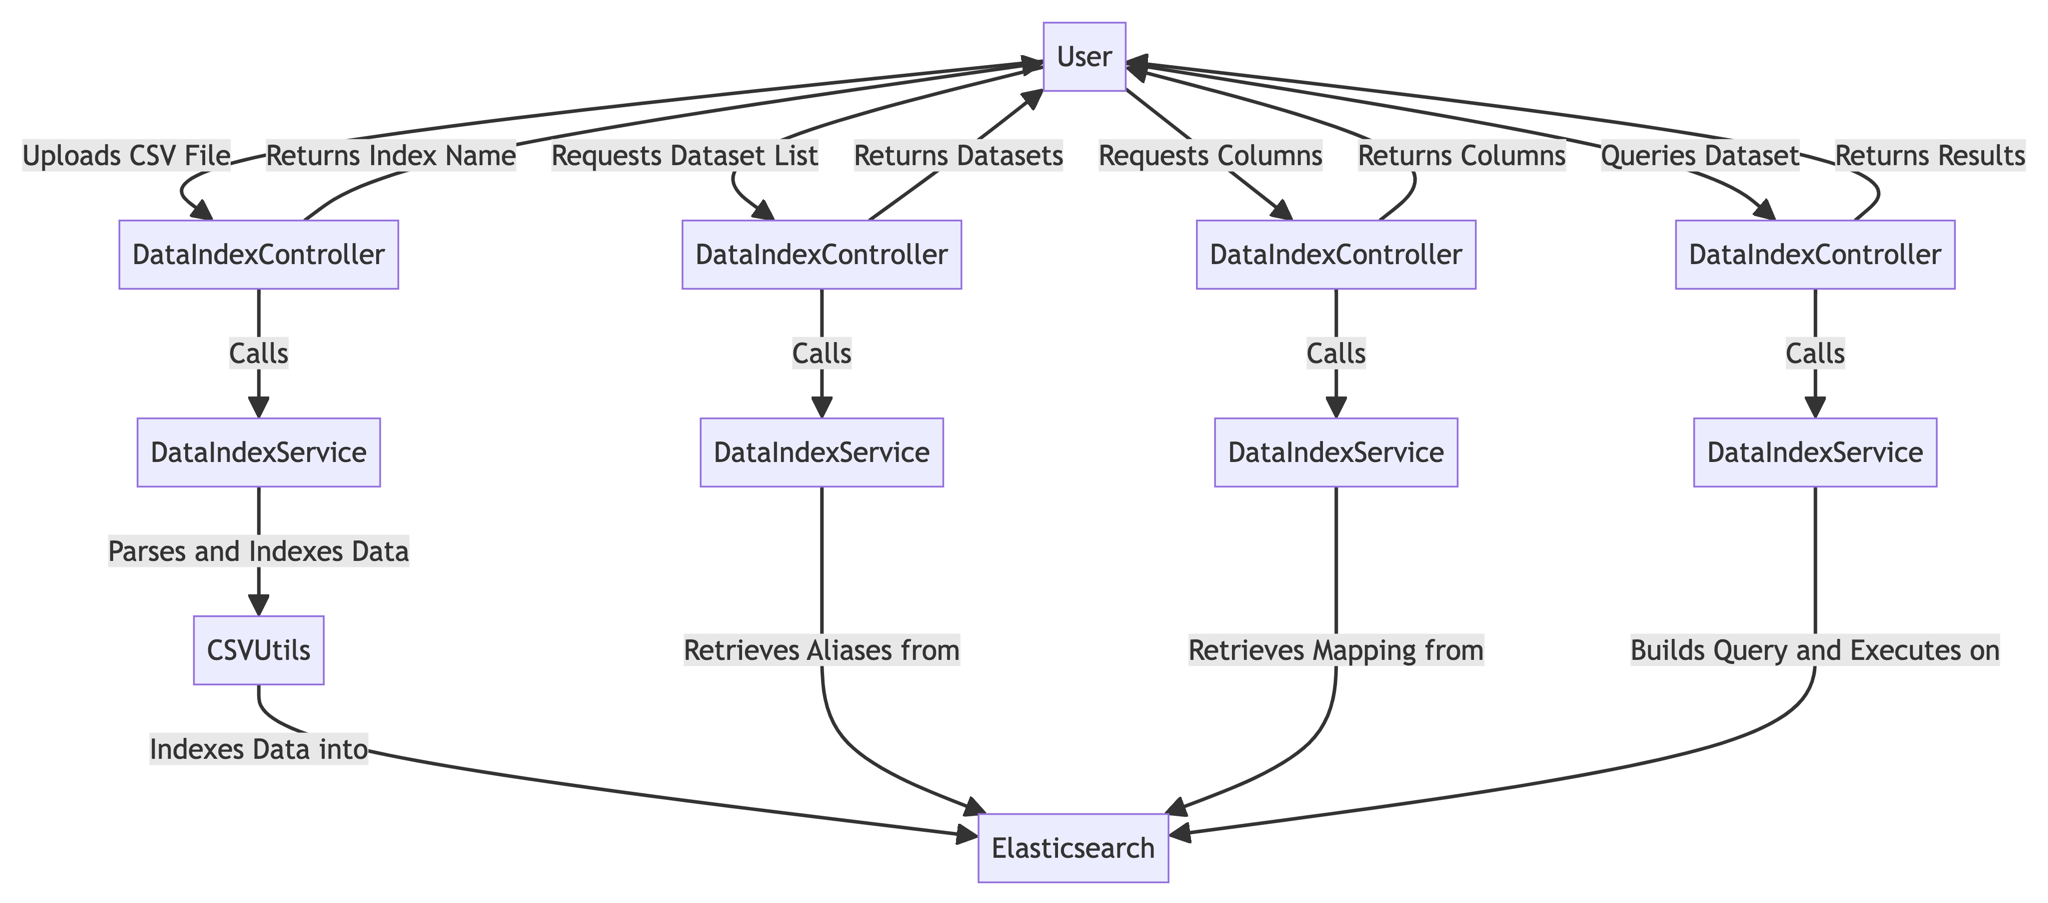 User
Uploads CSV File
Returns Index Name
Requests Dataset List
Returns Datasets
Requests Columns
Returns Columns
Queries Dataset
Returns Results
DataIndexController
DataIndexController
DataIndexController
DataIndexController
Calls
Calls
Calls
Calls
DataIndexService
DataIndexService
DataIndexService
DataIndexService
Parses and Indexes Data
CSVUtils
Retrieves Aliases from
Retrieves Mapping from
Builds Query and Executes on
Indexes Data into
Elasticsearch